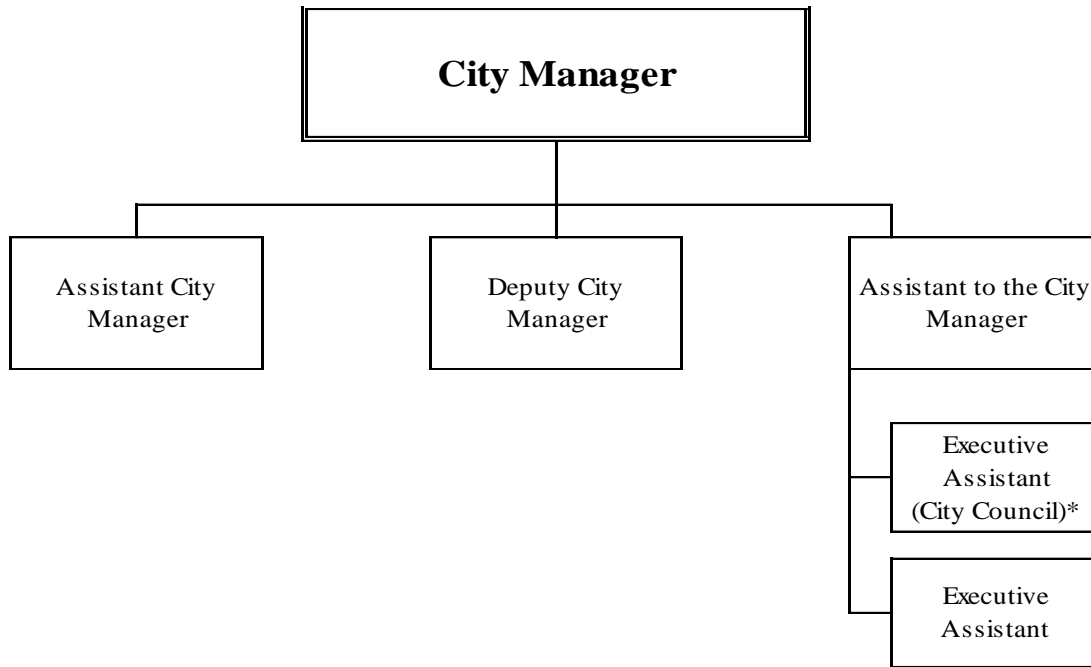 City Manager
Assistant City
Manager
Deputy City
Manager
Assistant to the City
Manager
Executive
Assistant
(City Council)*
Executive
Assistant